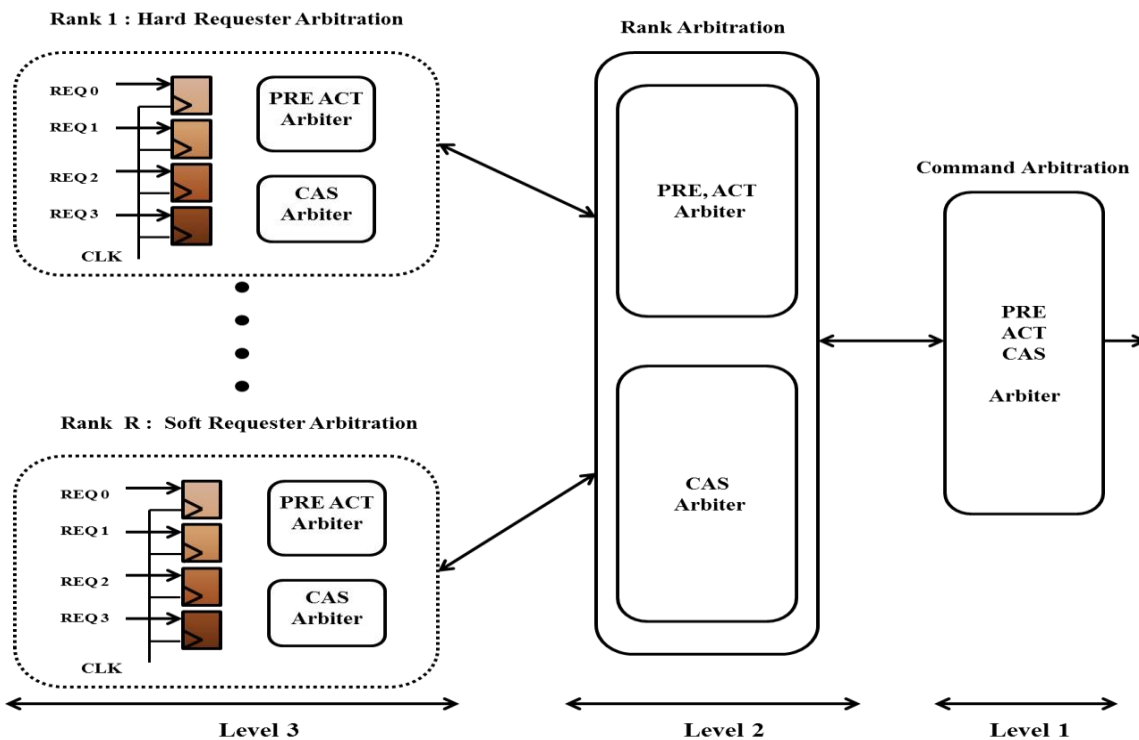 Rank 1 : Hard Requester Arbitration
REQ 0
REQ 1
REQ 2
REQ 3
CLK
PRE ACT
Arbiter
CAS
Arbiter
Rank R : Soft Requester Arbitration
REQ 0
REQ 1
REQ 2
REQ 3
CLK
PRE ACT
Arbiter
CAS
Arbiter
Level 3
Rank Arbitration
PRE, ACT
Arbiter
CAS
Arbiter
Level 2
Command Arbitration
PRE
ACT
CAS
Arbiter
Level 1